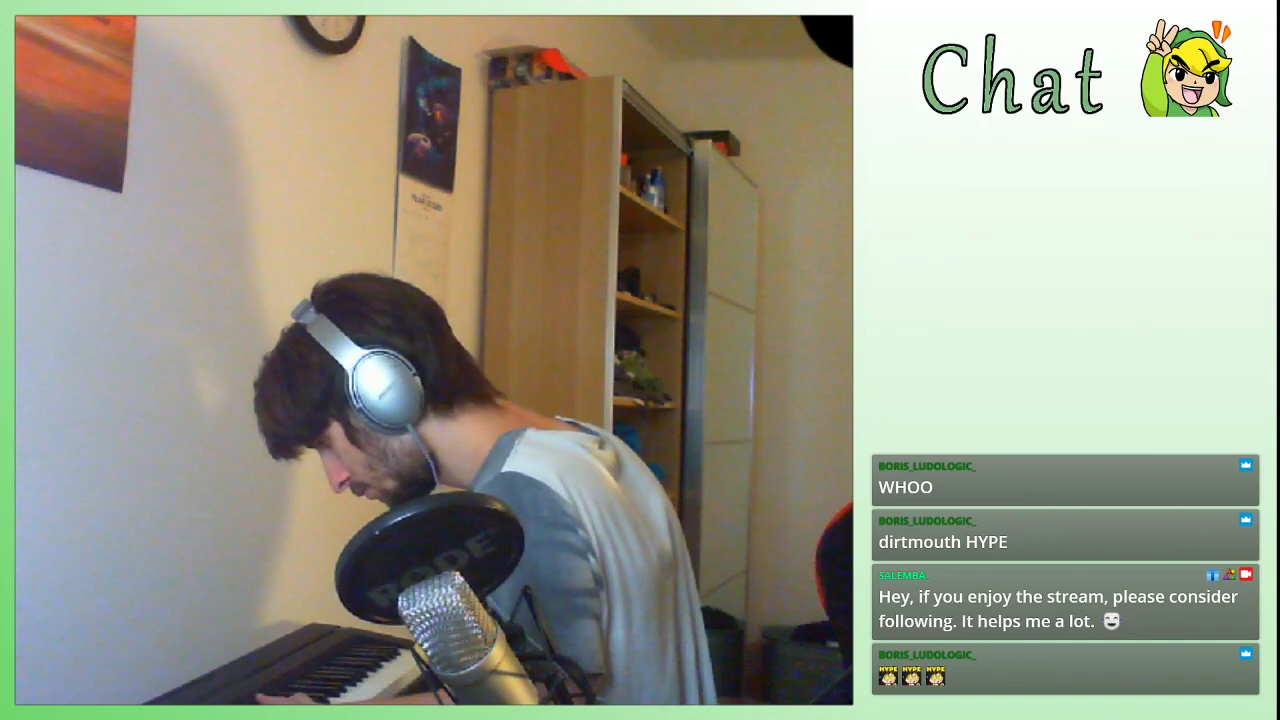 Chat
BORIS_LUDOLOGIC_
WHOO
BORIS_LUDOLOGIC_
dirtmouth HYPE
SALEMBA
Hey, if you enjoy the stream, please consider
following. It helps me a lot.
BORIS_LUDOLOGIC_
HYPE HYPE HYPE
RODE